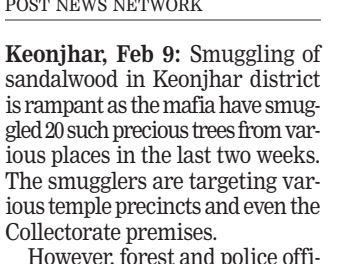 POST NEWS NETWORK
Keonjhar, Feb 9: Smuggling of
sandalwood in Keonjhar district
is rampant as the mafia have smug-
gled 20 such precious trees from var-
ious places in the last two weeks.
The smugglers are targeting var-
ious temple precincts and even the
Collectorate premises.
However, forest and police offi-